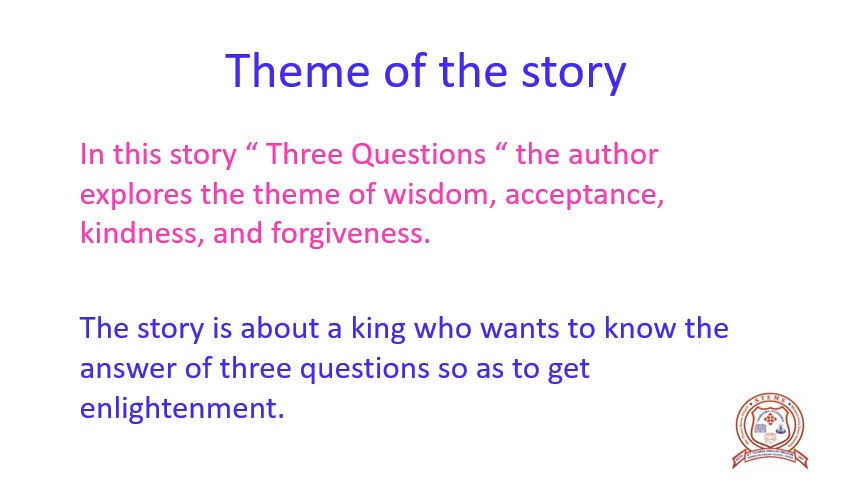 Theme of the story
In this story “ Three Questions “ the author
explores the theme of wisdom, acceptance,
kindness, and forgiveness.
The story is about a king who wants to know the
answer of three questions so as to get
enlightenment.
STEMS